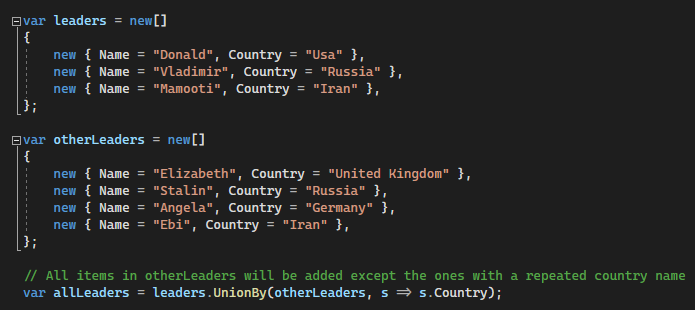 var leaders = new[]
{
new { Name = "Donald", Country = "Usa" },
new { Name = "Vladimir", Country = "Russia" },
new { Name = "Mamooti", Country = "Iran" },
};
var otherLeaders = new[]
{
new { Name = "Elizabeth", Country = "United Kingdom" },
new { Name = "Stalin", Country = "Russia" },
new { Name = "Angela", Country = "Germany" },
new { Name = "Ebi", Country = "Iran" },
};
// All items in otherLeaders will be added except the ones with a repeated country name
var allLeaders = leaders.UnionBy(otherLeaders, s => s.Country);